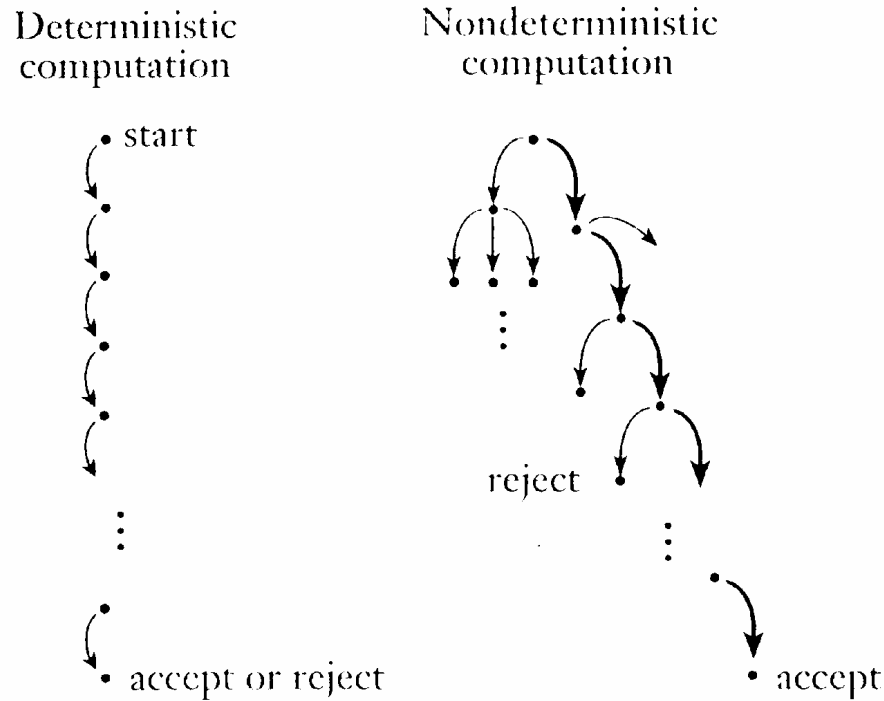 Deterministic
computation
Nondeterministic
computation
start
reject
accept or reject
accept